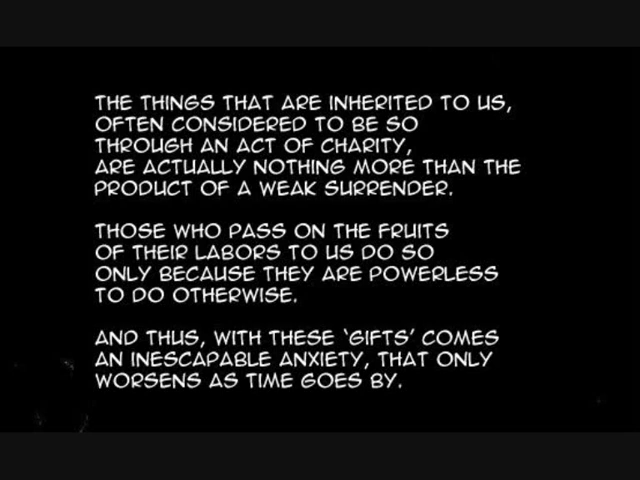 THE THINGS THAT ARE INHERITED TO US,
OFTEN CONSIDERED TO BE SO
THROUGH AN ACT OF CHARITY,
ARE ACTUALLY NOTHING MORE THAN THE
PRODUCT OF A WEAK SURRENDER.
THOSE WHO PASS ON THE FRUITS
OF THEIR LABORS TO US DO SO
ONLY BECAUSE THEY ARE POWERLESS
TO DO OTHERWISE.
AND THUS, WITH THESE ‘GIFTS’ COMES
AN INESCAPABLE ANXIETY, THAT ONLY
WORSENS AS TIME GOES BY.